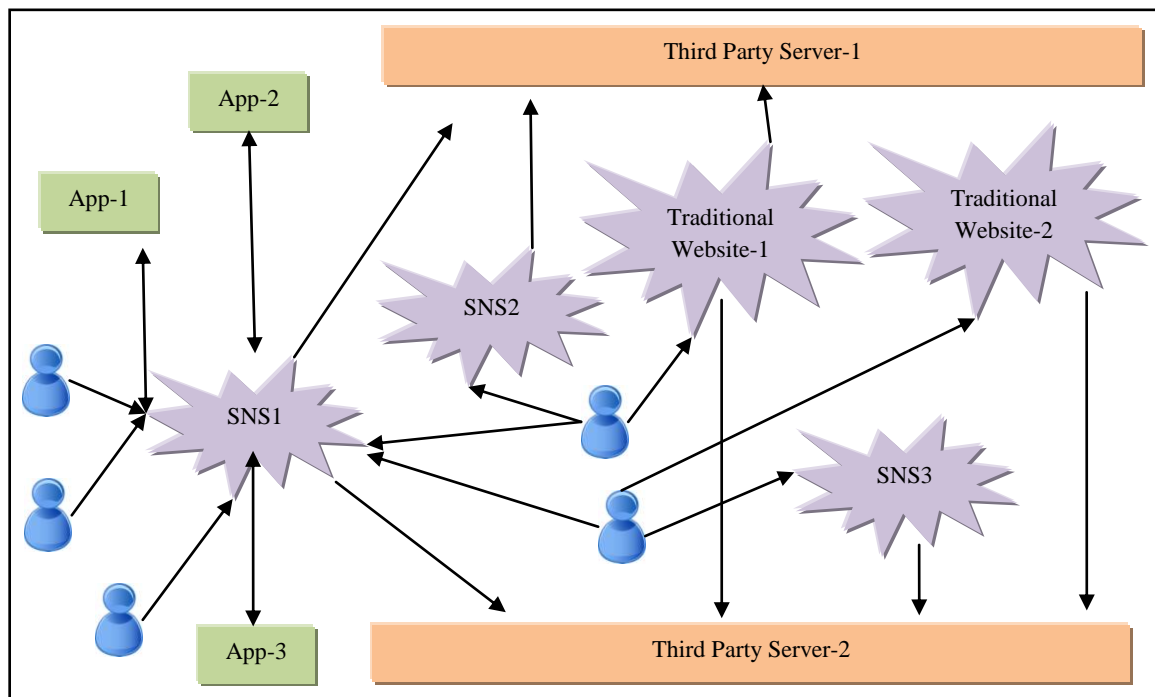 Third Party Server-1
App-2
App-1
Traditional
Website-1
Traditional
Website-2
SNS2
SNS1
SNS3
App-3
Third Party Server-2